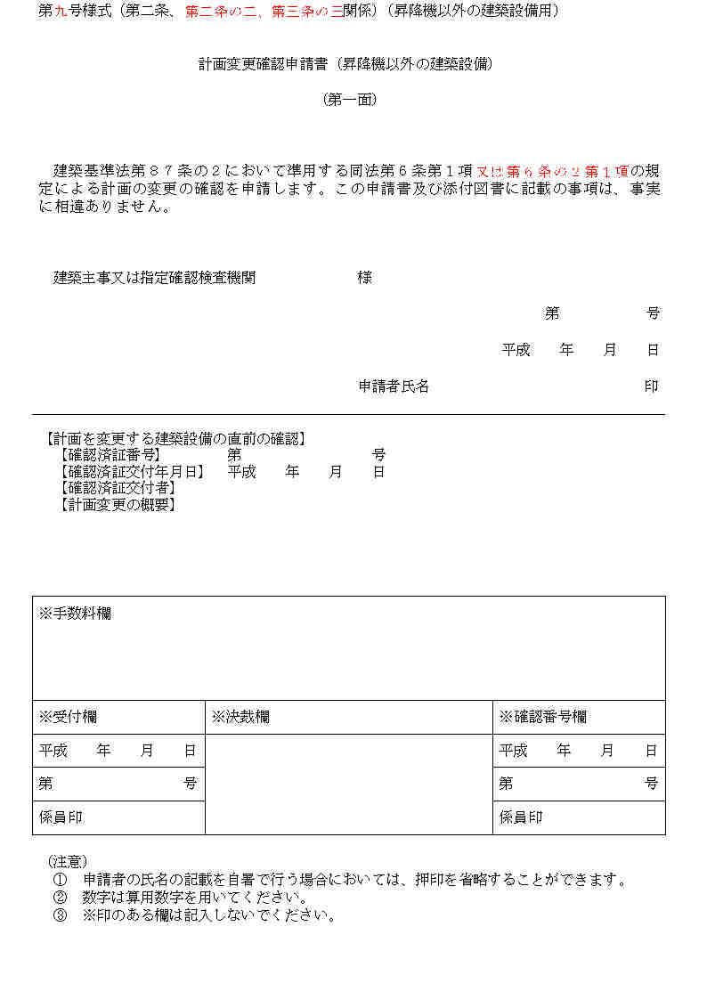 第九号様式（第二条、第二条の二、第三条の三関係）（昇降機以外の建築設備用）
計画変更確認申請書（昇降機以外の建築設備）
（第一面）
建築基準法第８７条の２において準用する同法第６条第１項又は第６条の２第１項の規
定による計画の変更の確認を申請します。この申請書及び添付図書に記載の事項は、事実
に相違ありません。
建築主事又は指定確認検査機関　　　　　　　様
第　　　　　　号
平成　　年　　月　　日
申請者氏名　　　　　　　　　　　　　　　印
【計画を変更する建築設備の直前の確認】
【確認済証番号】　　　　第　　　　　　　　　号
【確認済証交付年月日】　平成　　年　　月　　日
【確認済証交付者】
【計画変更の概要】
※手数料欄
※受付欄　※決裁欄　※確認番号欄
平成　　年　　月　　日　平成　　年　　月　　日
第　　　　　　　　　号　第　　　　　　　　　号
係員印　係員印
（注意）
①　申請者の氏名の記載を自署で行う場合においては、押印を省略することができます。
②　数字は算用数字を用いてください。
③　※印のある欄は記入しないでください。